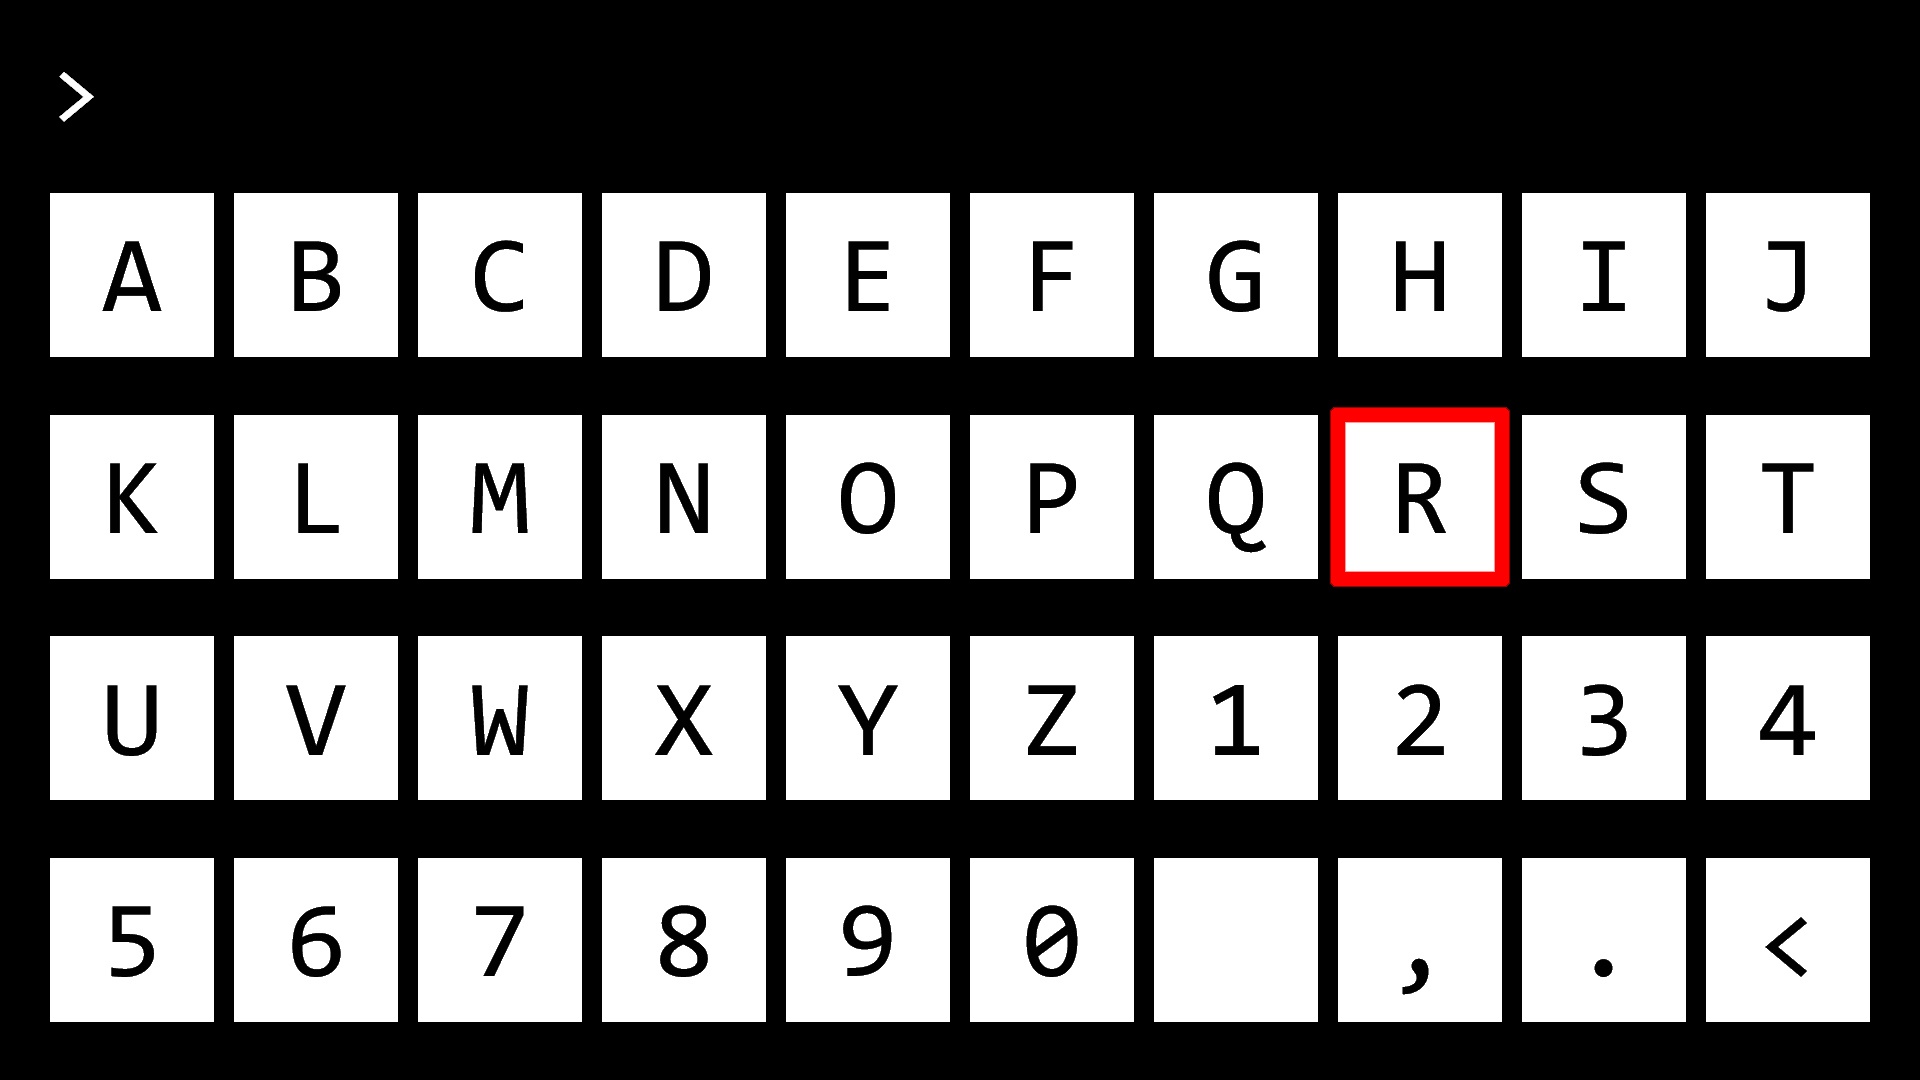 >
A B C D E F G H I J
K L M N O P Q R S T
U V W X Y Z 1 2 3 4
5 6 7 8 9 0 , . <